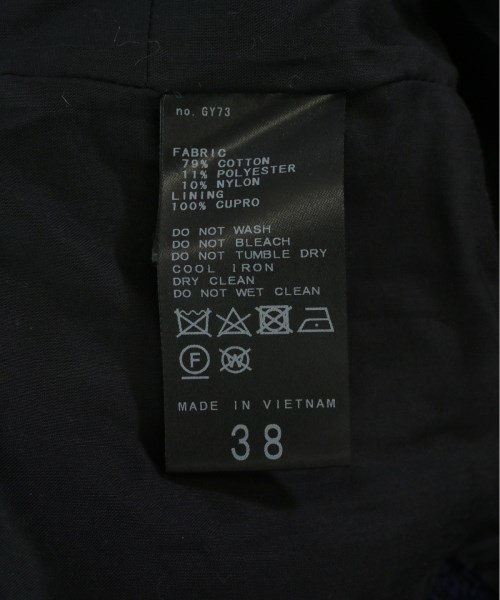 no. GY73
FABRIC
79% COTTON
11% POLYESTER
10% NYLON
LINING
100% CUPRO
DO NOT WASH
DO NOT BLEACH
DO NOT TUMBLE DRY
COOL IRON
DRY CLEAN
DO NOT WET CLEAN
F W
MADE IN VIETNAM
38